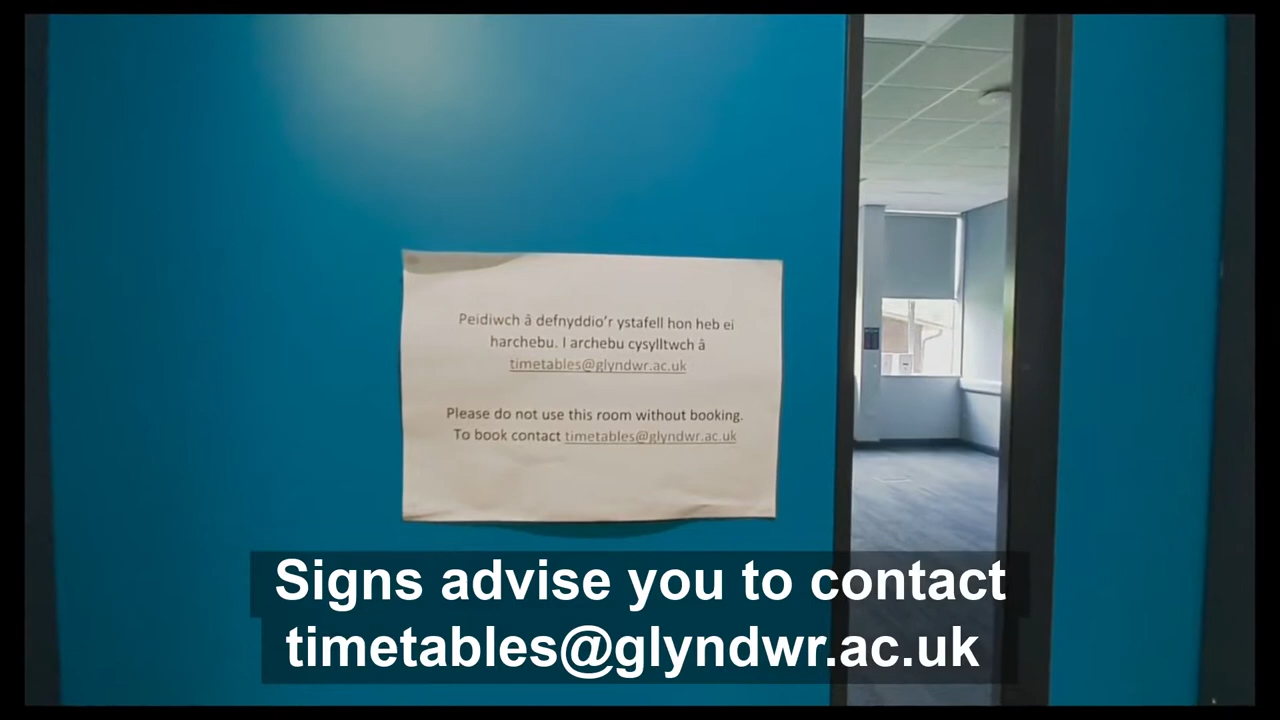 Peidiwch â defnyddio'r ystafell hon heb ei
harchebu. I archebu cysylltwch â
timetables@glyndwr.ac.uk
Please do not use this room without booking.
To book contact timetables@glyndwr.ac.uk
Signs advise you to contact
timetables@glyndwr.ac.uk